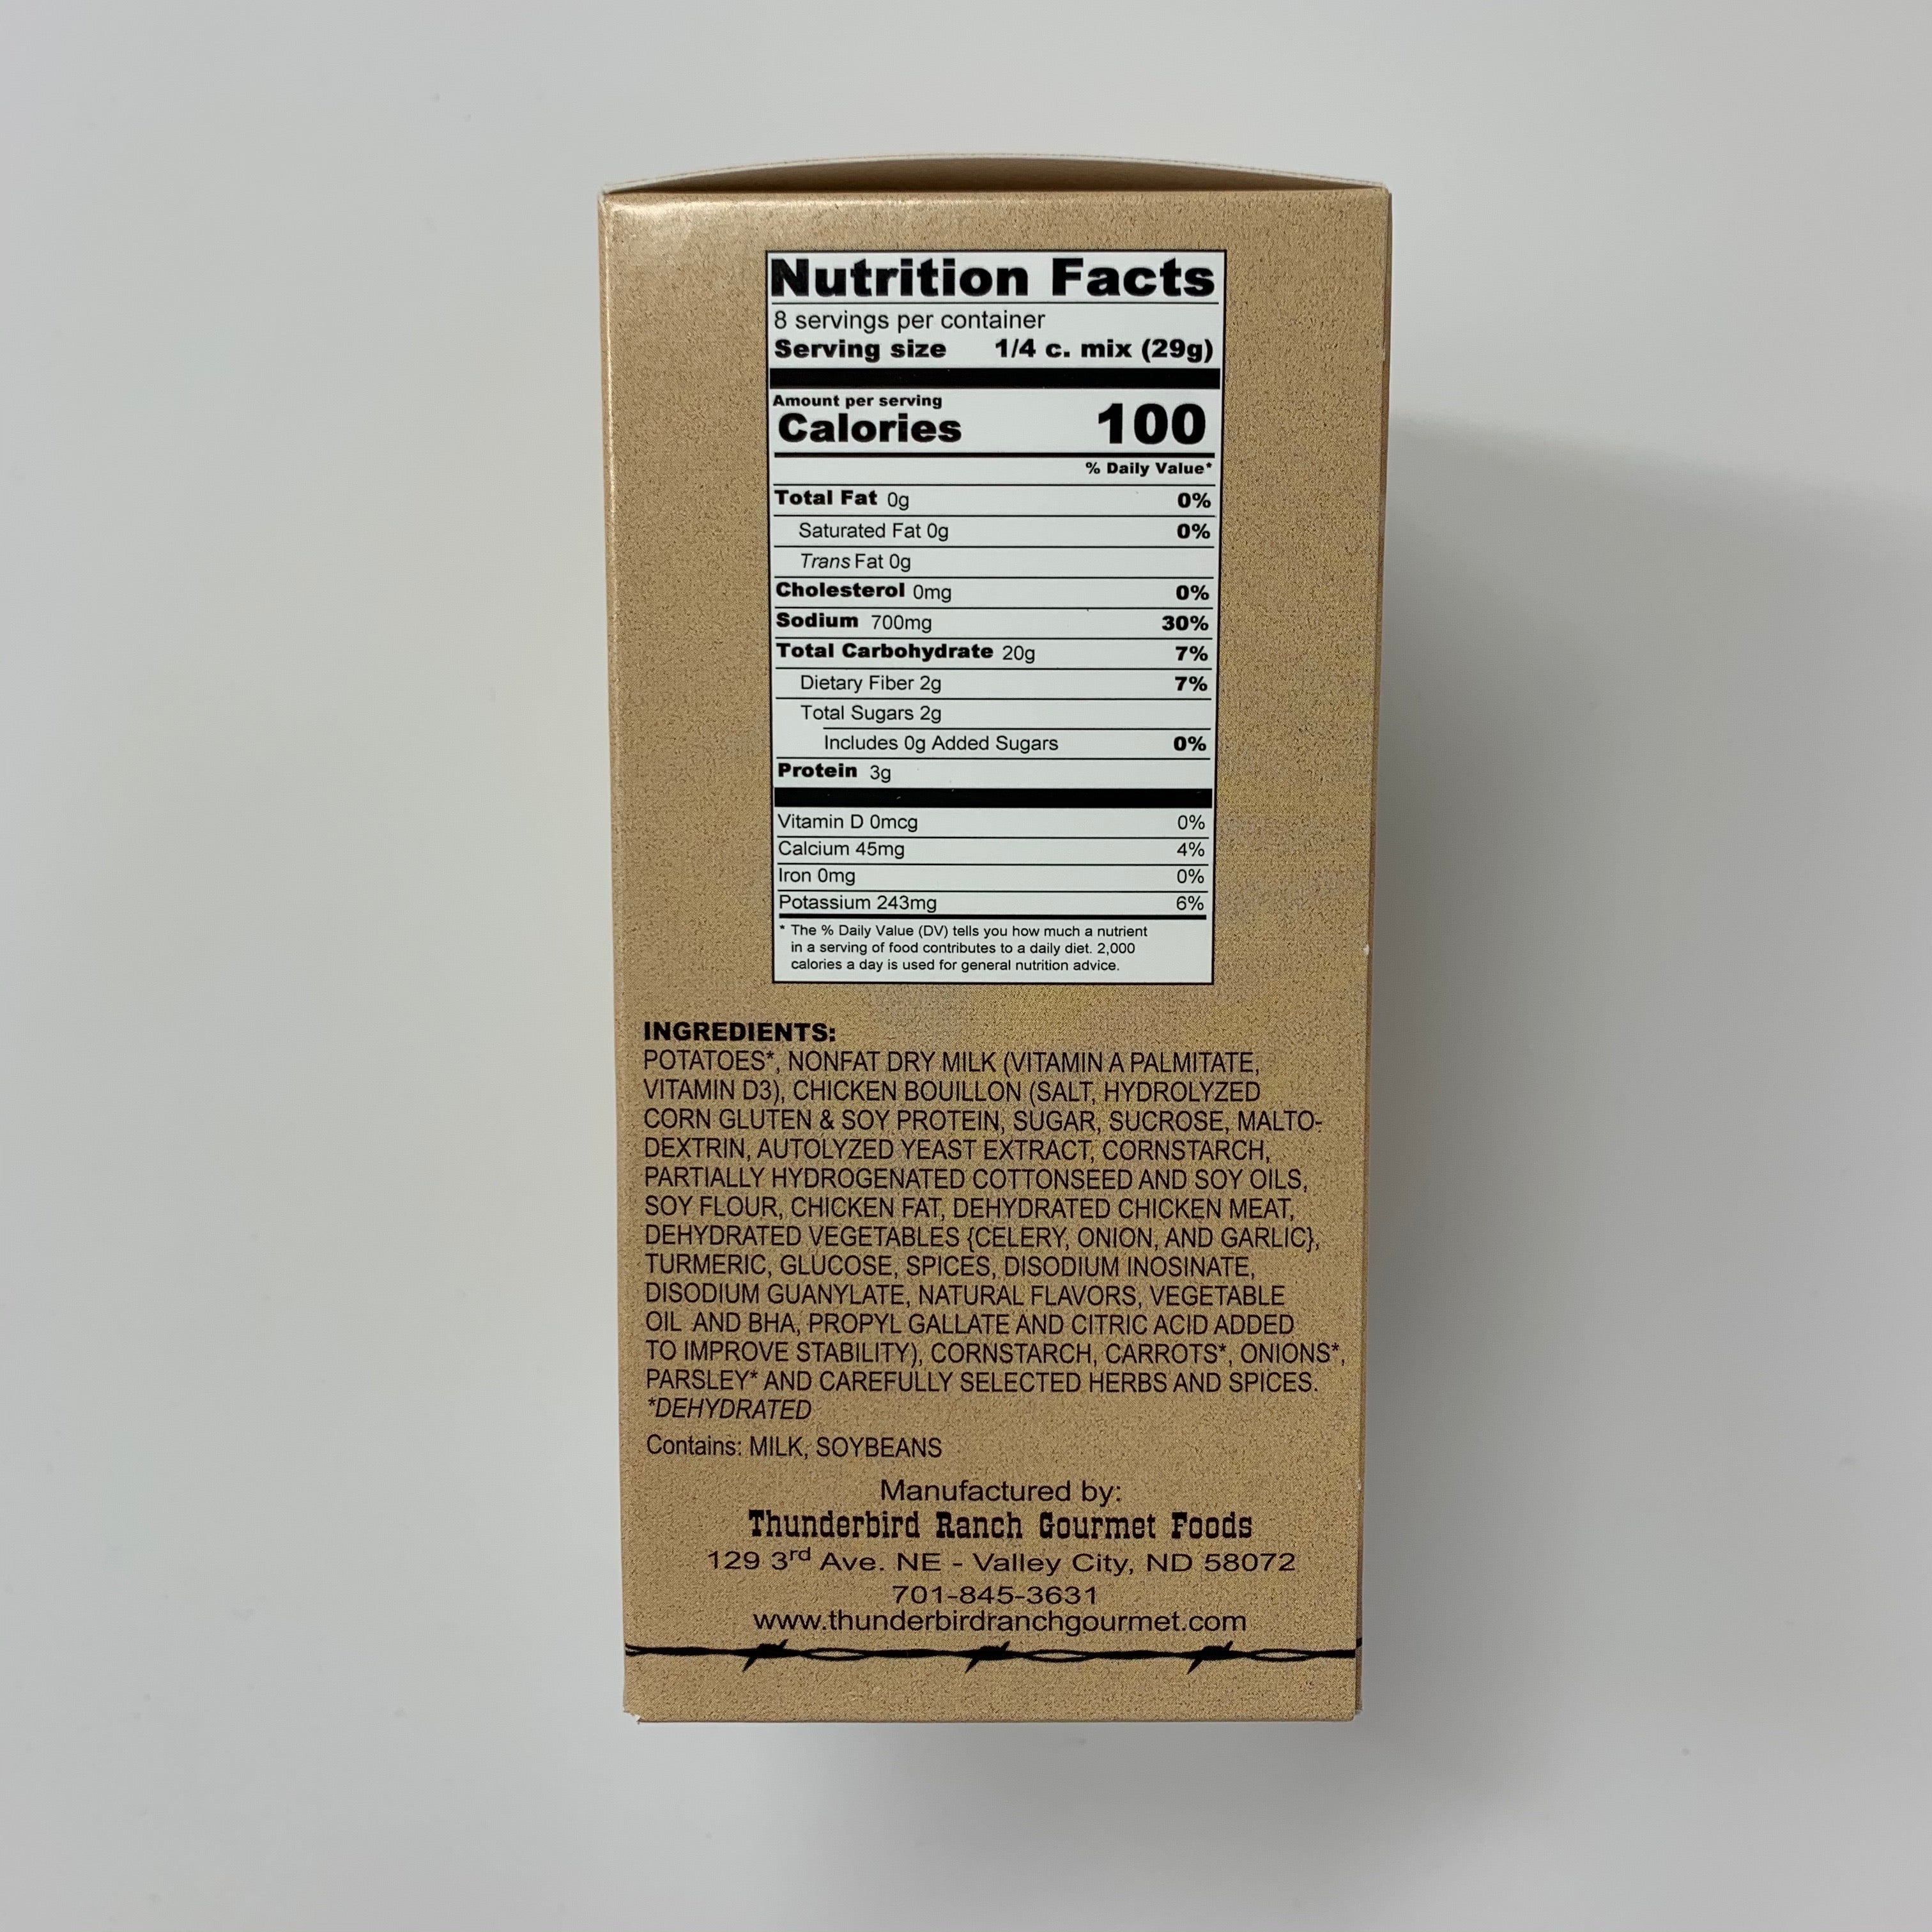 Nutrition Facts
8 servings per container
Serving size 1/4 c. mix (29g)
Amount per serving
Calories 100
% Daily Value*
Total Fat 0g 0%
Saturated Fat 0g 0%
Trans Fat 0g
Cholesterol 0mg 0%
Sodium 700mg 30%
Total Carbohydrate 20g 7%
Dietary Fiber 2g 7%
Total Sugars 2g
Includes 0g Added Sugars 0%
Protein 3g
Vitamin D 0mcg 0%
Calcium 45mg 4%
Iron 0mg 0%
Potassium 243mg 6%
* The % Daily Value (DV) tells you how much a nutrient
in a serving of food contributes to a daily diet. 2,000
calories a day is used for general nutrition advice.
INGREDIENTS:
POTATOES*, NONFAT DRY MILK (VITAMIN A PALMITATE,
VITAMIN D3), CHICKEN BOUILLON (SALT, HYDROLYZED
CORN GLUTEN & SOY PROTEIN, SUGAR, SUCROSE, MALTO-
DEXTRIN, AUTOLYZED YEAST EXTRACT, CORNSTARCH,
PARTIALLY HYDROGENATED COTTONSEED AND SOY OILS,
SOY FLOUR, CHICKEN FAT, DEHYDRATED CHICKEN MEAT,
DEHYDRATED VEGETABLES {CELERY, ONION, AND GARLIC},
TURMERIC, GLUCOSE, SPICES, DISODIUM INOSINATE,
DISODIUM GUANYLATE, NATURAL FLAVORS, VEGETABLE
OIL AND BHA, PROPYL GALLATE AND CITRIC ACID ADDED
TO IMPROVE STABILITY), CORNSTARCH, CARROTS*, ONIONS*,
PARSLEY* AND CAREFULLY SELECTED HERBS AND SPICES.
*DEHYDRATED
Contains: MILK, SOYBEANS
Manufactured by:
Thunderbird Ranch Gourmet Foods
129 3rd Ave. NE - Valley City, ND 58072
701-845-3631
www.thunderbirdranchgourmet.com